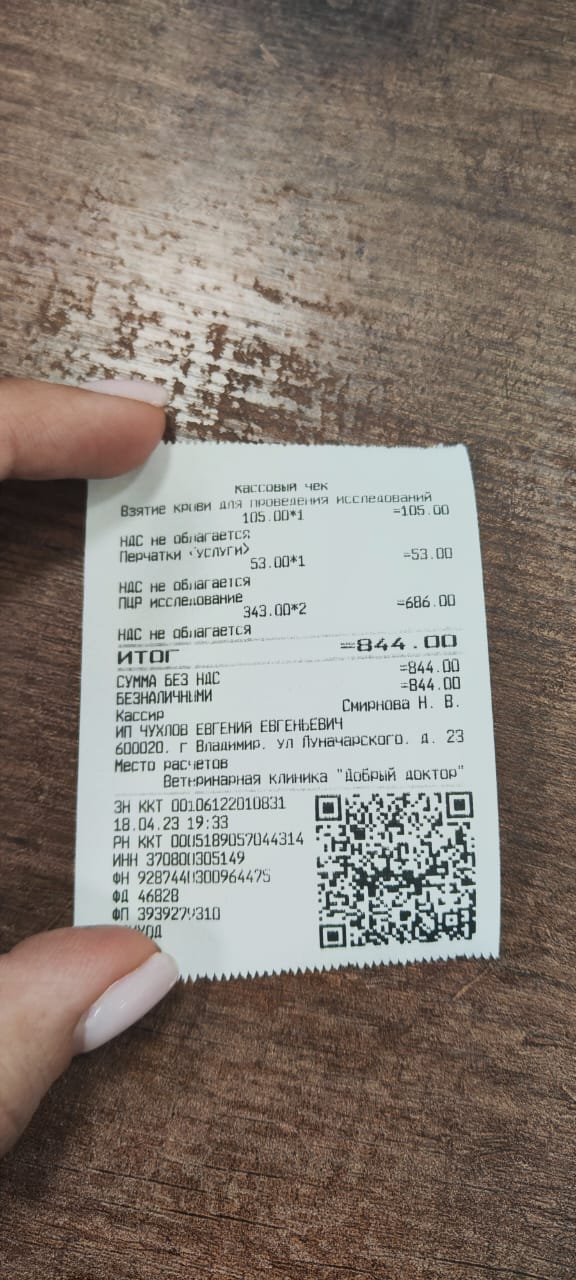 Кассовый чек
Взятие крови для проведения исследований
105.00*1 =105.00
НДС не облагается
Перчатки <УСЛУГИ>
53.00*1 =53.00
НДС не облагается
ПЦР исследование
343.00*2 =686.00
НДС не облагается
ИТОГ =844.00
СУММА БЕЗ НДС =844.00
БЕЗНАЛИЧНЫМИ =844.00
Кассир Смирнова Н. В.
ИП ЧУХЛОВ ЕВГЕНИЙ ЕВГЕНЬЕВИЧ
600020. г Владимир. ул Луначарского. д. 23
Место расчетов
Ветеринарная клиника "Добрый доктор"
ЗН ККТ 00106122010831
18.04.23 19:33
РН ККТ 0005189057044314
ИНН 370800305149
ФН 9287440300964475
ФД 46828
ФП